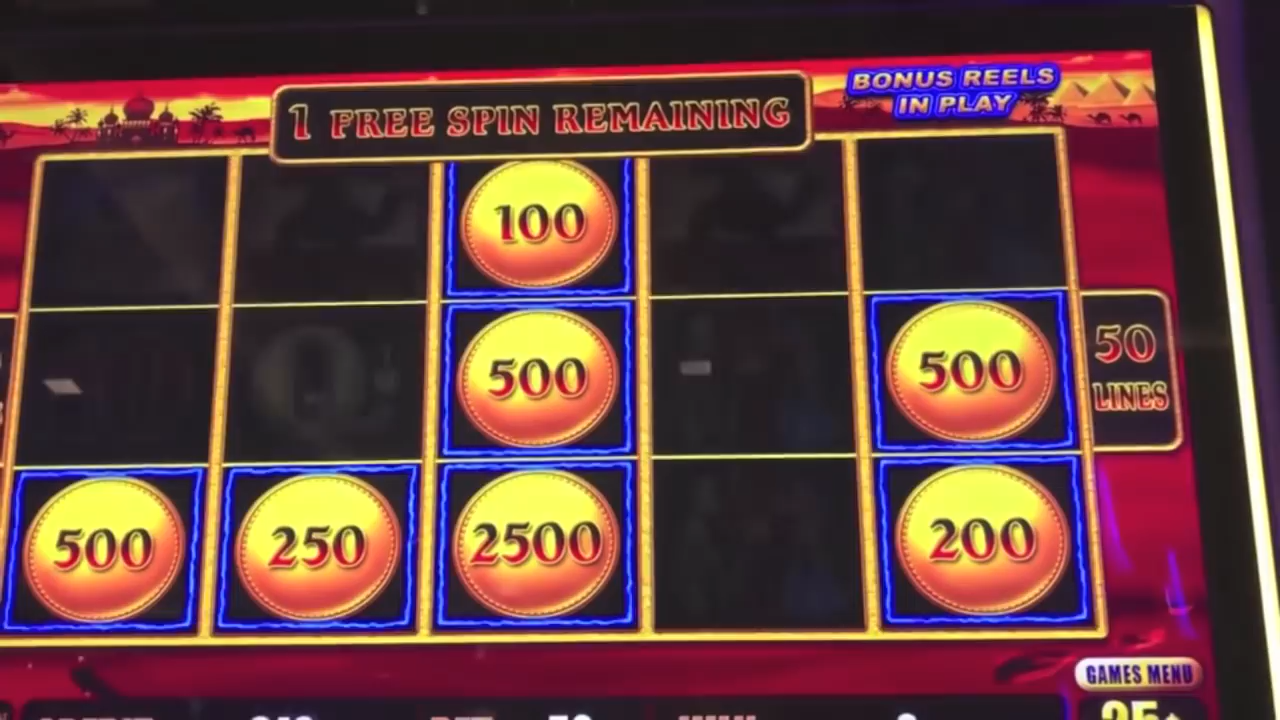 BONUS REELS
IN PLAY
1 FREE SPIN REMAINING
100
500
500
50
LINES
500
250
2500
200
GAMES MENU